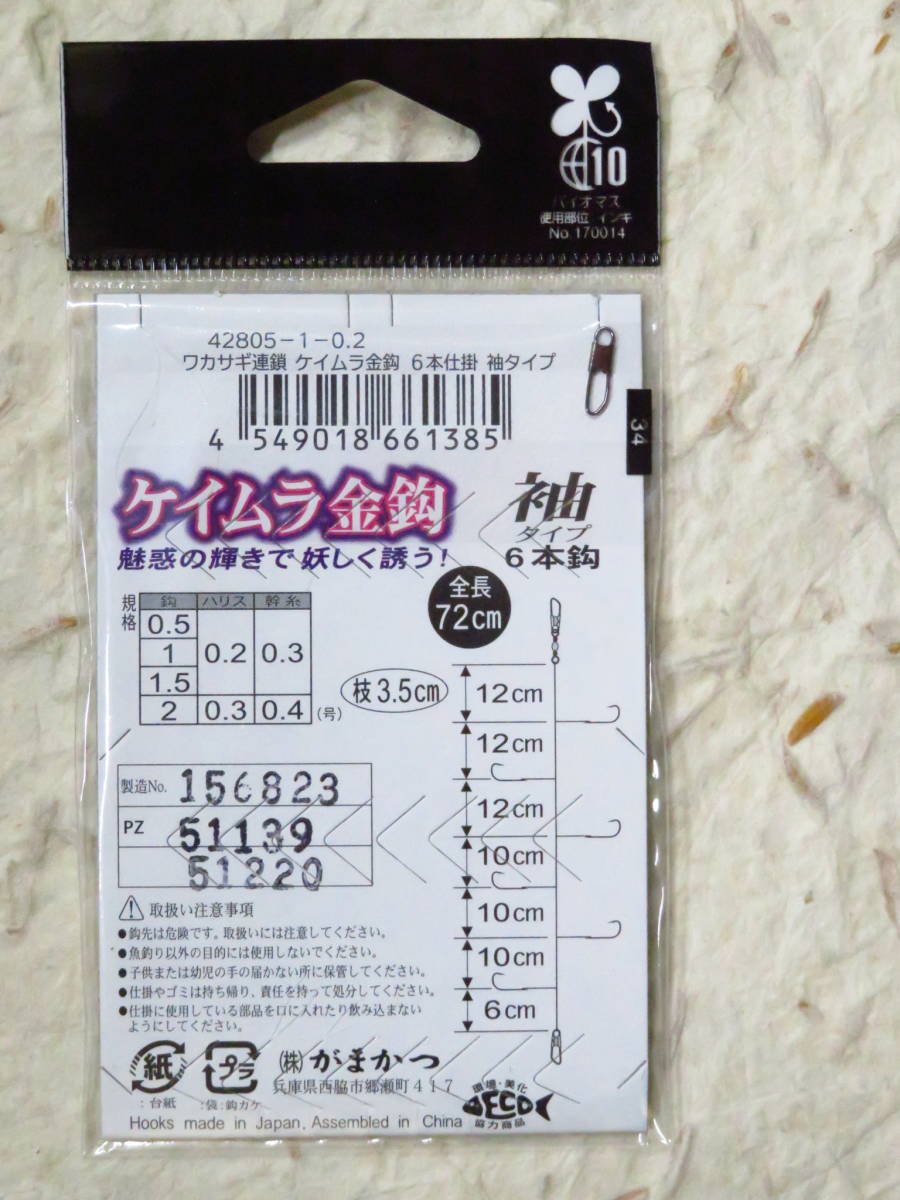 10
バイオマス
使用部位 インキ
No.170014
42805-1-0.2
ワカサギ連鎖 ケイムラ金鈎 6本仕掛 袖タイプ
4 549018 661385
34
ケイムラ金鈎
魅惑の輝きで 妖しく誘う!
袖
タイプ
6本鈎
全長
72cm
規格
鈎 ハリス 幹糸
0.5
1 0.2 0.3
1.5
2 0.3 0.4 (号)
枝3.5cm
12cm
12cm
12cm
10cm
10cm
10cm
6cm
製造No. 156823
PZ 51139
51220
取扱い注意事項
●鈎先は危険です。取扱いには注意してください。
●魚釣り以外の目的には使用しないでください。
●子供または幼児の手の届かない所に保管してください。
●仕掛やゴミは持ち帰り、責任を持って処分してください。
●仕掛に使用している部品を口に入れたり飲み込まない
ようにしてください。
紙
:台紙
プラ
:袋:鈎カケ
(株)がまかつ
兵庫県西脇市郷瀬町417
環境・美化
ECO
協力商品
Hooks made in Japan, Assembled in China